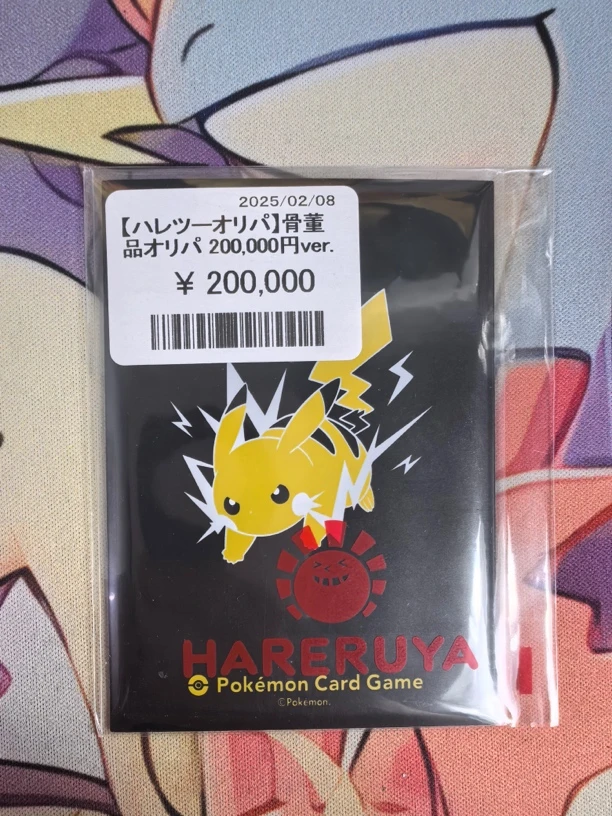 2025/02/08
【ハレツーオリパ】骨董
品オリパ 200,000円ver.
￥ 200,000
HARERUYA
Pokémon Card Game
©Pokémon.